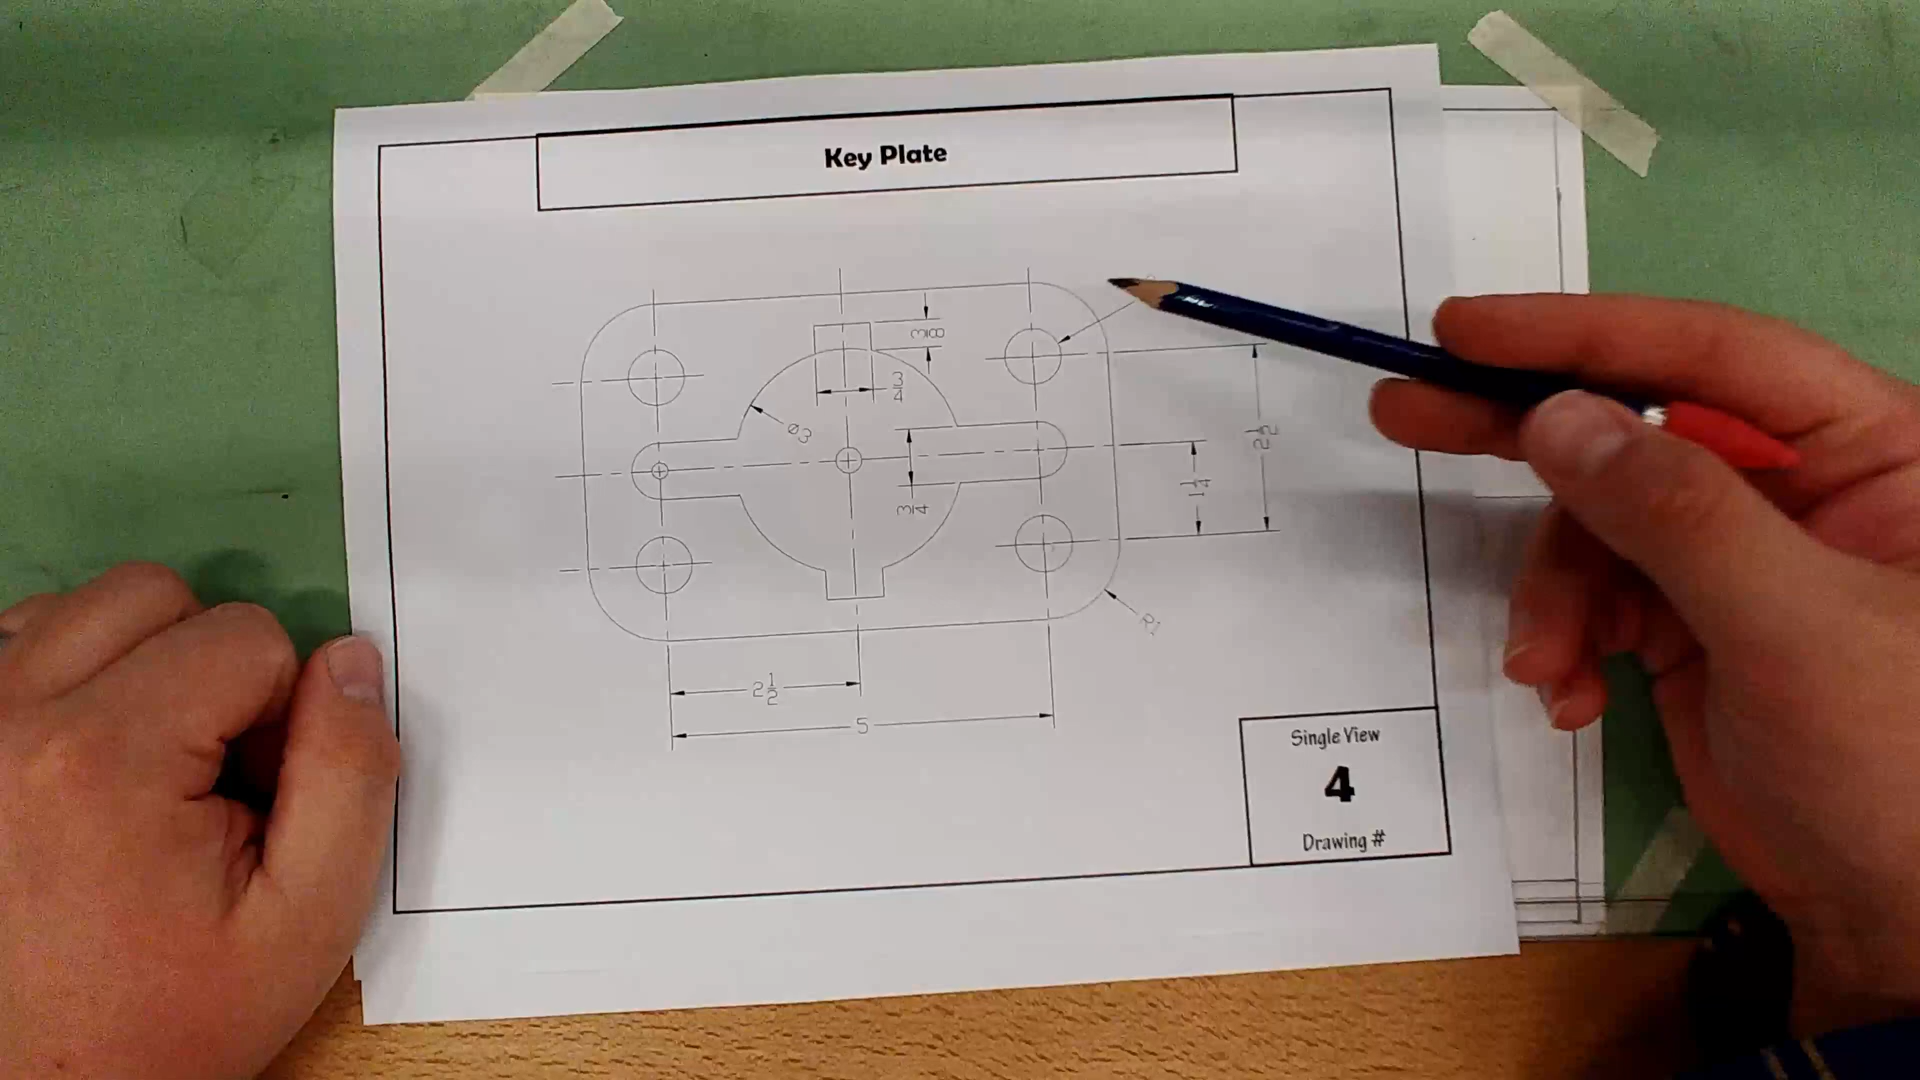 Key Plate
3/8
3/4
ø3
2 1/2
3/4
1 1/4
R1
2 1/2
5
Single View
4
Drawing #